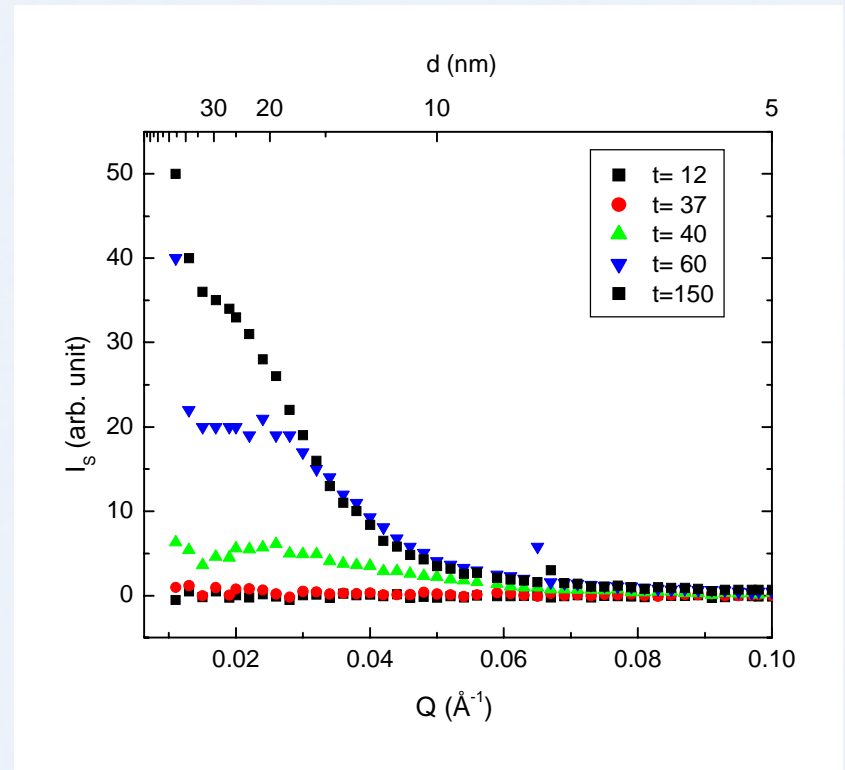 d (nm)
30 20 10 5
50
40
30
20
10
0
I_s (arb. unit)
t= 12
t= 37
t= 40
t= 60
t=150
0.02 0.04 0.06 0.08 0.10
Q (Å⁻¹)